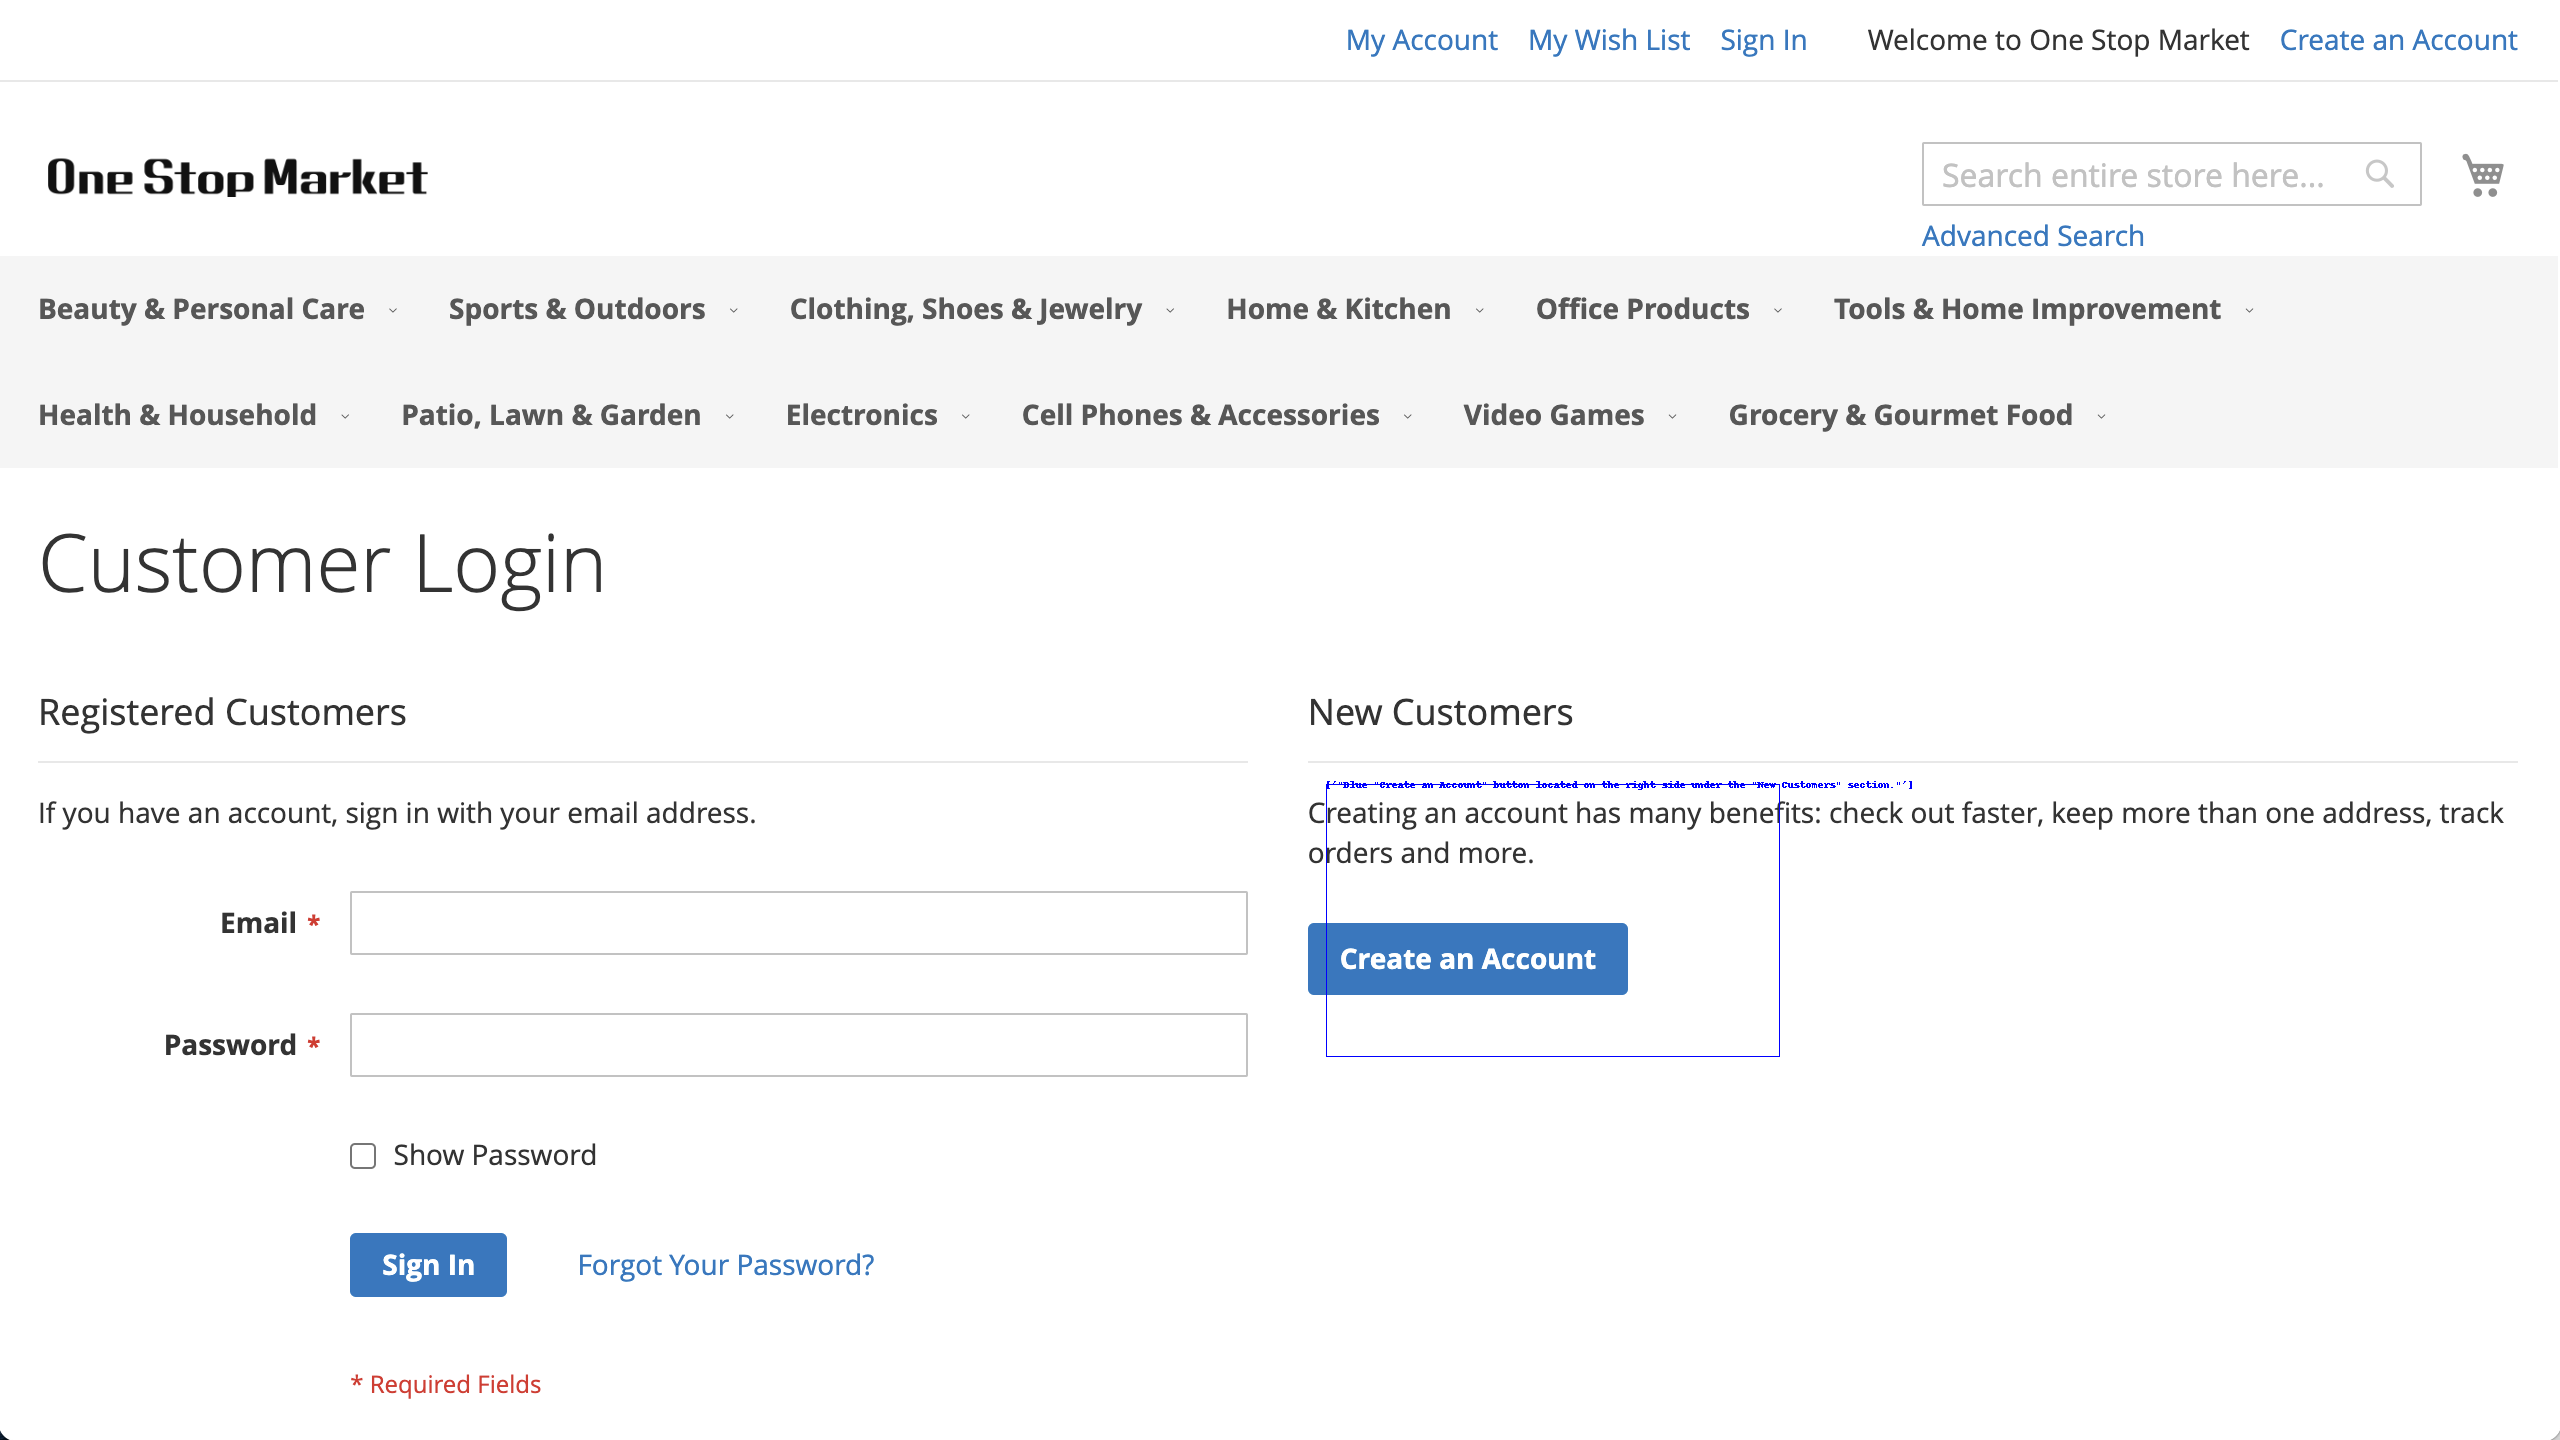 My Account My Wish List Sign In Welcome to One Stop Market Create an Account
One Stop Market
Search entire store here...
Advanced Search
Beauty & Personal Care Sports & Outdoors Clothing, Shoes & Jewelry Home & Kitchen Office Products Tools & Home Improvement
Health & Household Patio, Lawn & Garden Electronics Cell Phones & Accessories Video Games Grocery & Gourmet Food
Customer Login
Registered Customers
If you have an account, sign in with your email address.
Email *
Password *
Show Password
Sign In Forgot Your Password?
* Required Fields
New Customers
['"Blue "Create an Account" button located on the right side under the "New Customers" section."']
Creating an account has many benefits: check out faster, keep more than one address, track
orders and more.
Create an Account